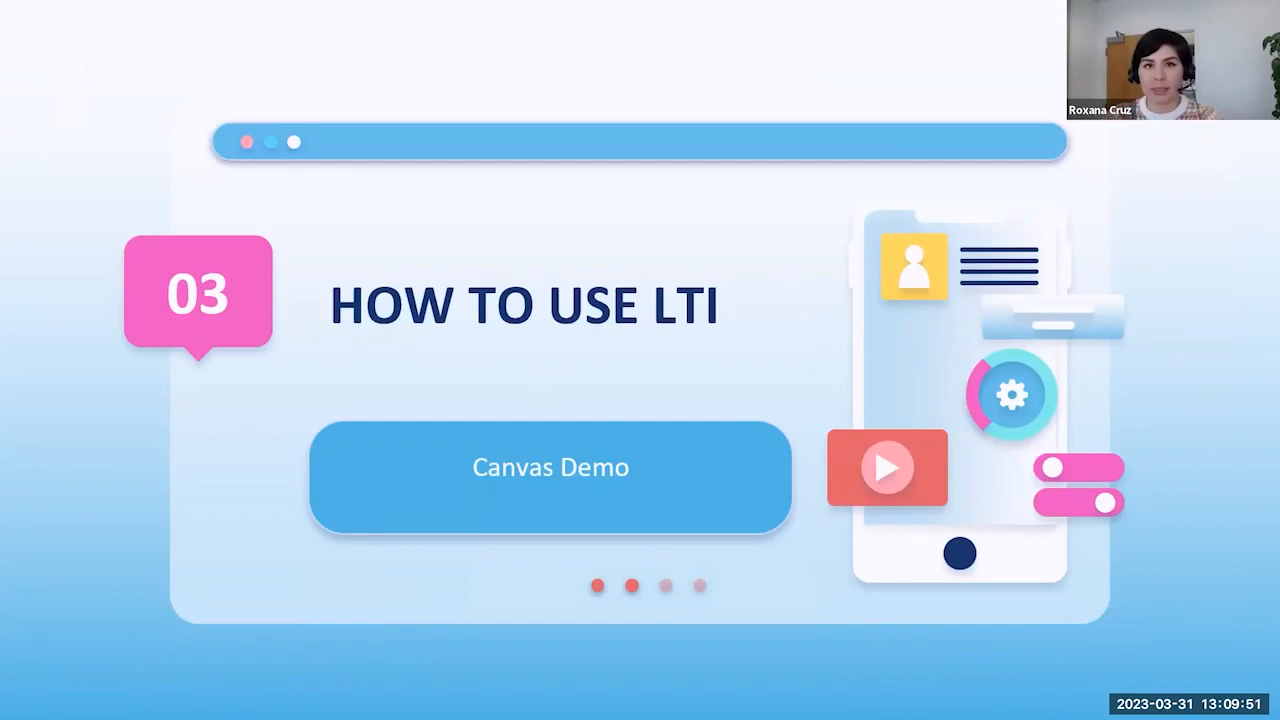 Roxana Cruz
03
HOW TO USE LTI
Canvas Demo
2023-03-31 13:09:51